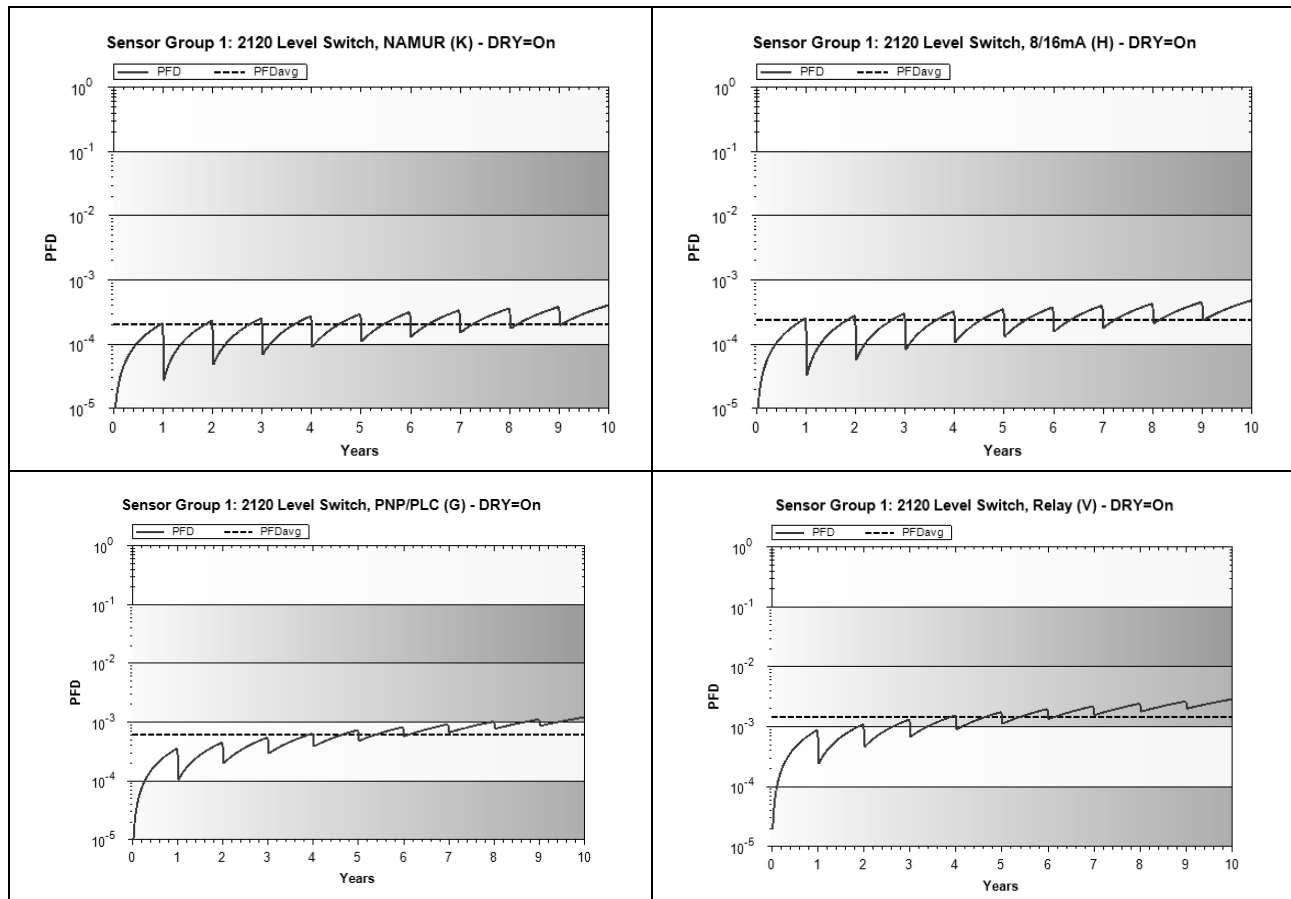 Sensor Group 1: 2120 Level Switch, NAMUR (K) - DRY=On
PFD PFDavg
10^0
10^-1
10^-2
10^-3
10^-4
10^-5
PFD
0 1 2 3 4 5 6 7 8 9 10
Years
Sensor Group 1: 2120 Level Switch, 8/16mA (H) - DRY=On
PFD PFDavg
10^0
10^-1
10^-2
10^-3
10^-4
10^-5
PFD
0 1 2 3 4 5 6 7 8 9 10
Years
Sensor Group 1: 2120 Level Switch, PNP/PLC (G) - DRY=On
PFD PFDavg
10^0
10^-1
10^-2
10^-3
10^-4
10^-5
PFD
0 1 2 3 4 5 6 7 8 9 10
Years
Sensor Group 1: 2120 Level Switch, Relay (V) - DRY=On
PFD PFDavg
10^0
10^-1
10^-2
10^-3
10^-4
10^-5
PFD
0 1 2 3 4 5 6 7 8 9 10
Years